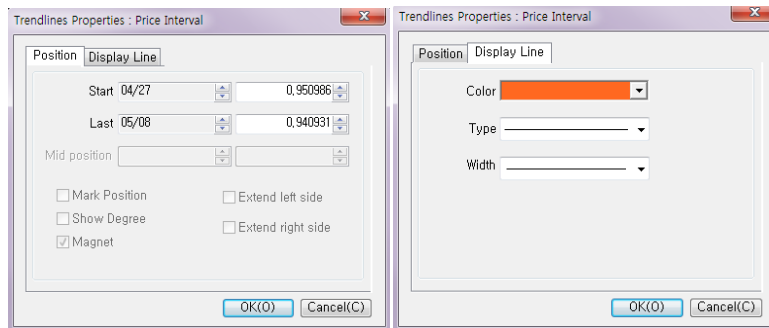 Trendlines Properties : Price Interval
Position
Display Line
Start 04/27 0,950986
Last 05/08 0,940931
Mid position
Mark Position
Show Degree
Magnet
Extend left side
Extend right side
OK(O) Cancel(C)
Trendlines Properties : Price Interval
Position
Display Line
Color
Type
Width
OK(O) Cancel(C)